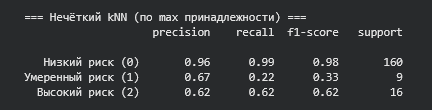 === Нечёткий kNN (по max принадлежности) ===
precision recall f1-score support
Низкий риск (0) 0.96 0.99 0.98 160
Умеренный риск (1) 0.67 0.22 0.33 9
Высокий риск (2) 0.62 0.62 0.62 16